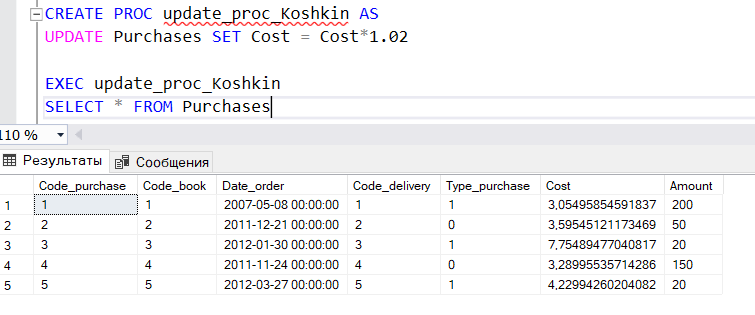 CREATE PROC update_proc_Koshkin AS
UPDATE Purchases SET Cost = Cost*1.02
EXEC update_proc_Koshkin
SELECT * FROM Purchases
110 %
Результаты Сообщения
Code_purchase Code_book Date_order Code_delivery Type_purchase Cost Amount
1 1 1 2007-05-08 00:00:00 1 1 3,05495854591837 200
2 2 2 2011-12-21 00:00:00 2 0 3,59545121173469 50
3 3 3 2012-01-30 00:00:00 3 1 7,75489477040817 20
4 4 4 2011-11-24 00:00:00 4 0 3,28995535714286 150
5 5 5 2012-03-27 00:00:00 5 1 4,22994260204082 20